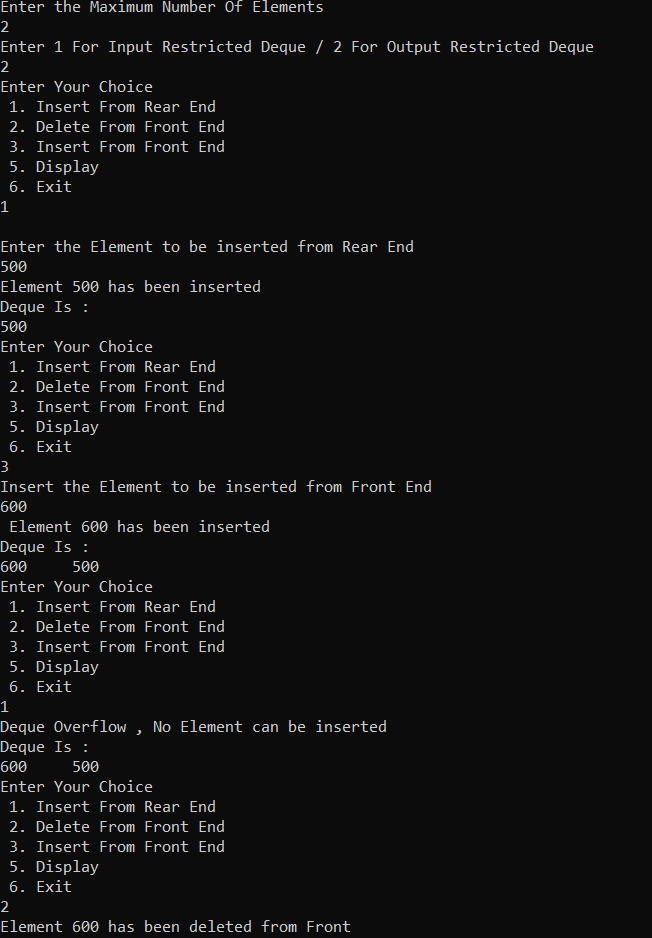 Enter the Maximum Number Of Elements
2
Enter 1 For Input Restricted Deque / 2 For Output Restricted Deque
2
Enter Your Choice
 1. Insert From Rear End
 2. Delete From Front End
 3. Insert From Front End
 5. Display
 6. Exit
1

Enter the Element to be inserted from Rear End
500
Element 500 has been inserted
Deque Is :
500
Enter Your Choice
 1. Insert From Rear End
 2. Delete From Front End
 3. Insert From Front End
 5. Display
 6. Exit
3
Insert the Element to be inserted from Front End
600
 Element 600 has been inserted
Deque Is :
600     500
Enter Your Choice
 1. Insert From Rear End
 2. Delete From Front End
 3. Insert From Front End
 5. Display
 6. Exit
1
Deque Overflow , No Element can be inserted
Deque Is :
600     500
Enter Your Choice
 1. Insert From Rear End
 2. Delete From Front End
 3. Insert From Front End
 5. Display
 6. Exit
2
Element 600 has been deleted from Front